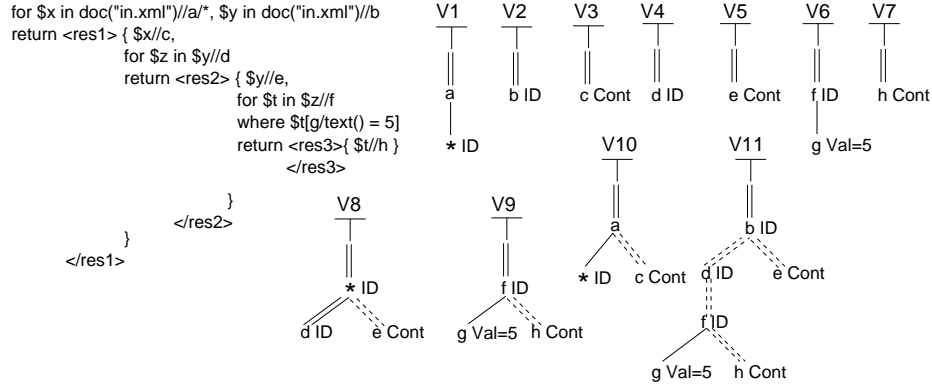 for $x in doc("in.xml")//a/*, $y in doc("in.xml")//b
return <res1> { $x//c,
for $z in $y//d
return <res2> { $y//e,
for $t in $z//f
where $t[g/text() = 5]
return <res3>{ $t//h }
</res3>
}
</res2>
}
</res1>
V1 V2 V3 V4 V5 V6 V7
a b ID c Cont d ID e Cont f ID h Cont
* ID g Val=5
V10 V11
a b ID
* ID c Cont d ID e Cont
f ID
g Val=5 h Cont
V8 V9
* ID f ID
d ID e Cont g Val=5 h Cont